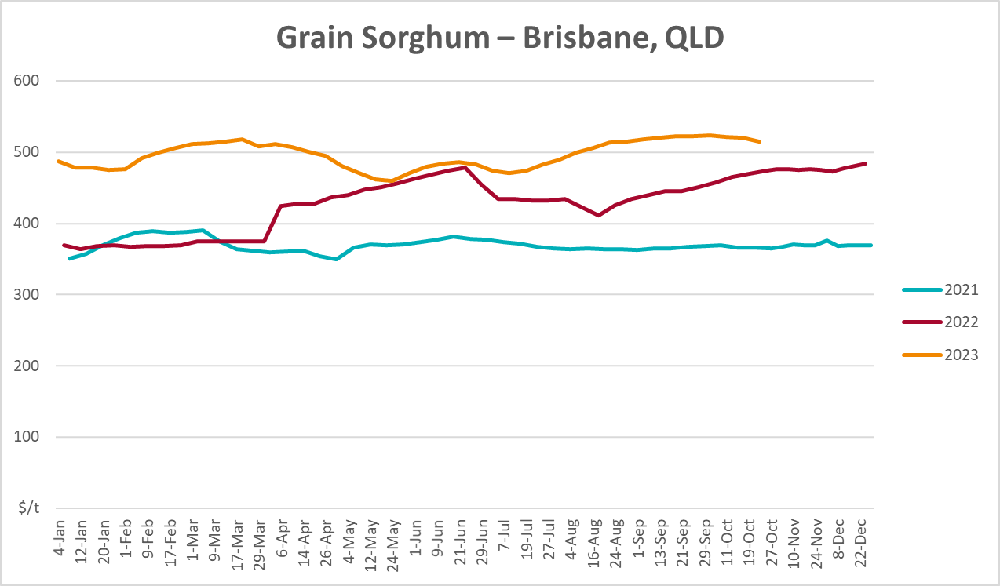 Grain Sorghum – Brisbane, QLD
600
500
400
300
200
100
$/t
4-Jan
12-Jan
20-Jan
1-Feb
9-Feb
17-Feb
1-Mar
9-Mar
17-Mar
29-Mar
6-Apr
14-Apr
26-Apr
4-May
12-May
24-May
1-Jun
9-Jun
21-Jun
29-Jun
7-Jul
19-Jul
27-Jul
4-Aug
16-Aug
24-Aug
1-Sep
13-Sep
21-Sep
29-Sep
11-Oct
19-Oct
27-Oct
10-Nov
24-Nov
8-Dec
22-Dec
2021
2022
2023